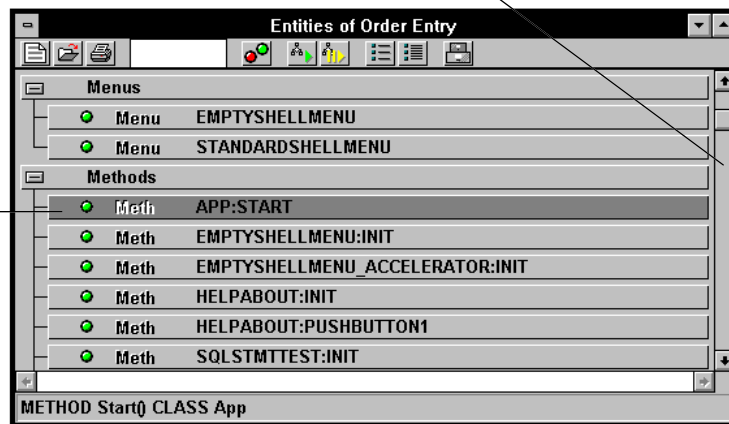 Entities of Order Entry
Menus
Menu EMPTYSHELLMENU
Menu STANDARDSHELLMENU
Methods
Meth APP:START
Meth EMPTYSHELLMENU:INIT
Meth EMPTYSHELLMENU_ACCELERATOR:INIT
Meth HELPABOUT:INIT
Meth HELPABOUT:PUSHBUTTON1
Meth SQLSTMTTEST:INIT
METHOD Start() CLASS App